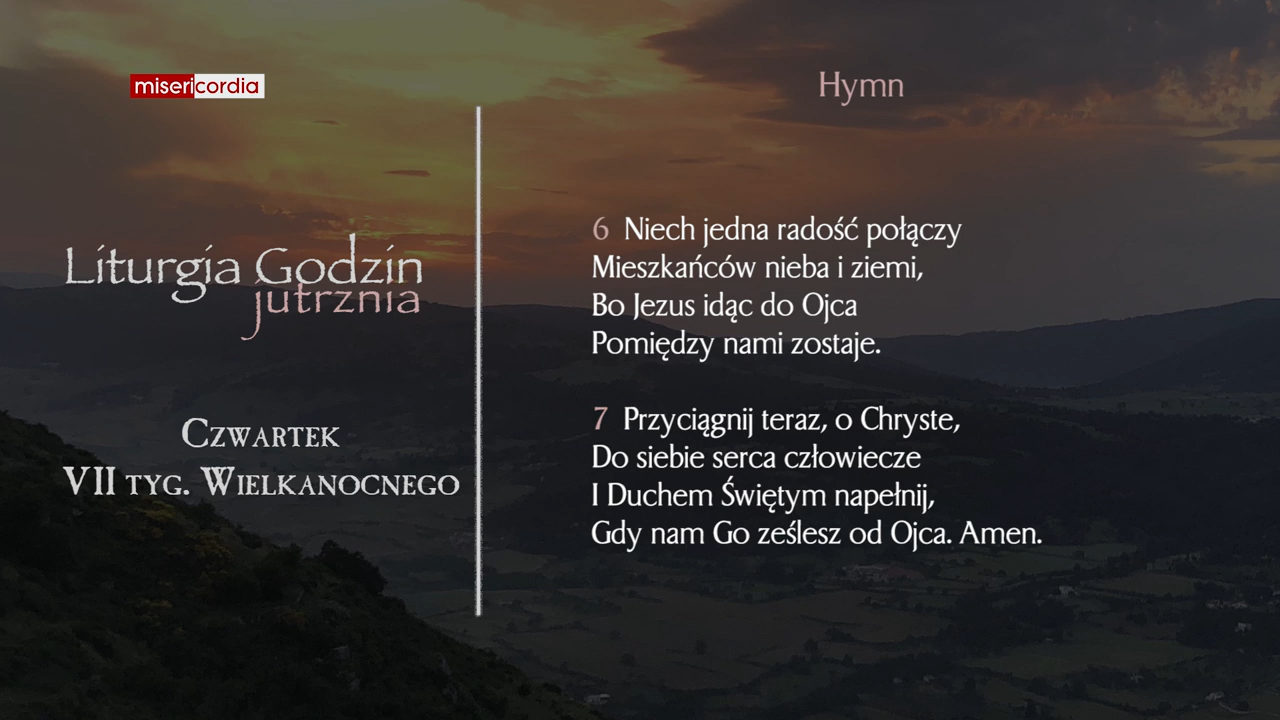 misericordia
Liturgia Godzin
jutrznia
Czwartek
VII tyg. Wielkanocnego
Hymn
6 Niech jedna radość połączy
Mieszkańców nieba i ziemi,
Bo Jezus idąc do Ojca
Pomiędzy nami zostaje.
7 Przyciągnij teraz, o Chryste,
Do siebie serca człowiecze
I Duchem Świętym napełnij,
Gdy nam Go ześlesz od Ojca. Amen.